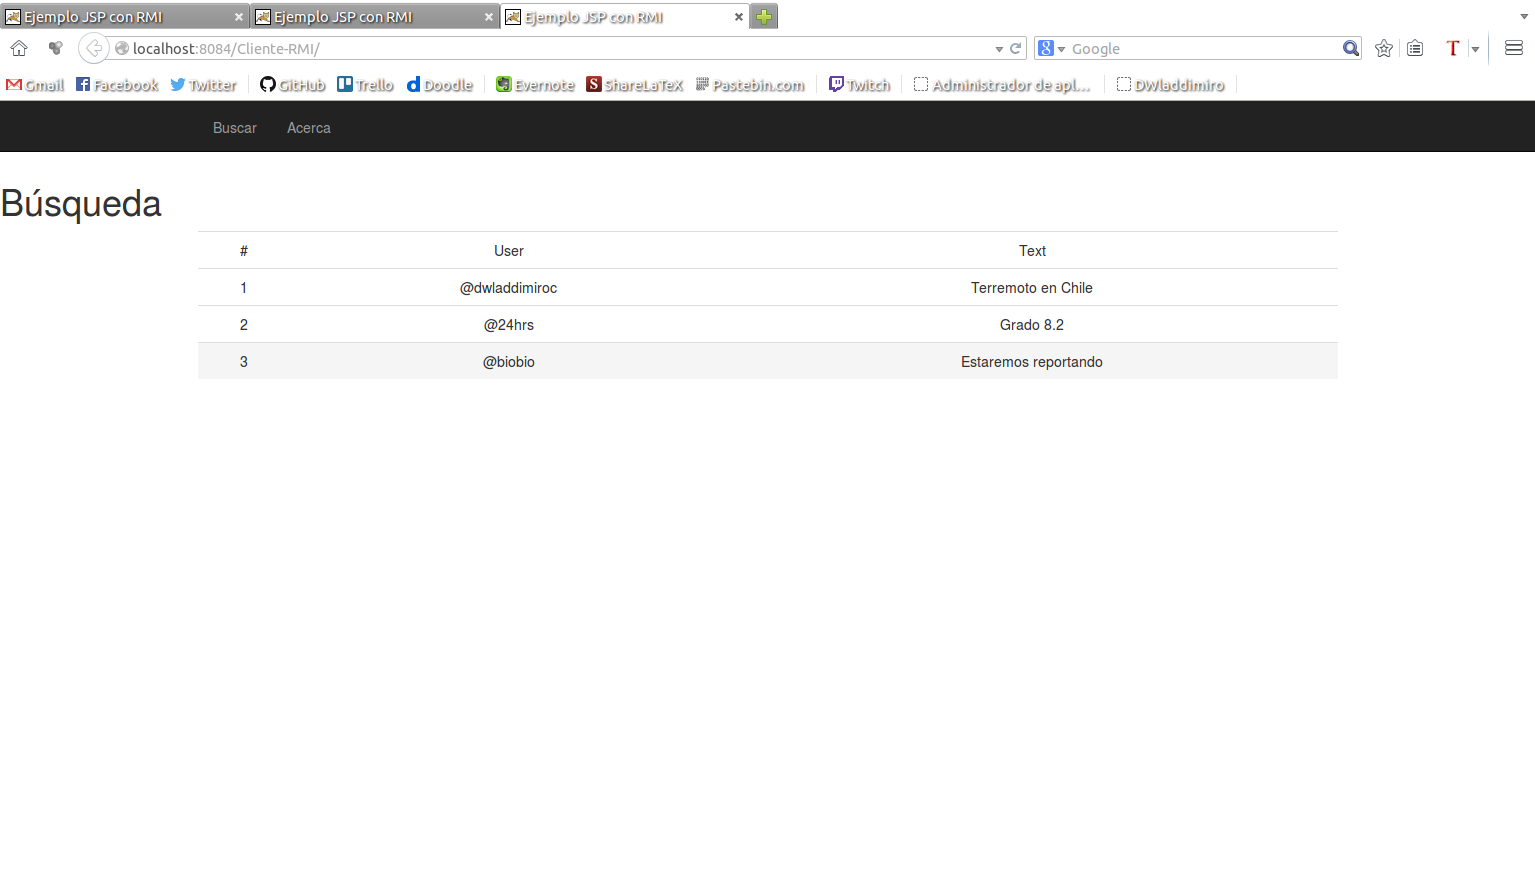 Ejemplo JSP con RMI Ejemplo JSP con RMI Ejemplo JSP con RMI
localhost:8084/Cliente-RMI/ 8 Google T
Gmail Facebook Twitter GitHub Trello Doodle Evernote ShareLaTeX Pastebin.com Twitch Administrador de apl... DWladdimiro
Buscar Acerca
Búsqueda
# User Text
1 @dwladdimiroc Terremoto en Chile
2 @24hrs Grado 8.2
3 @biobio Estaremos reportando